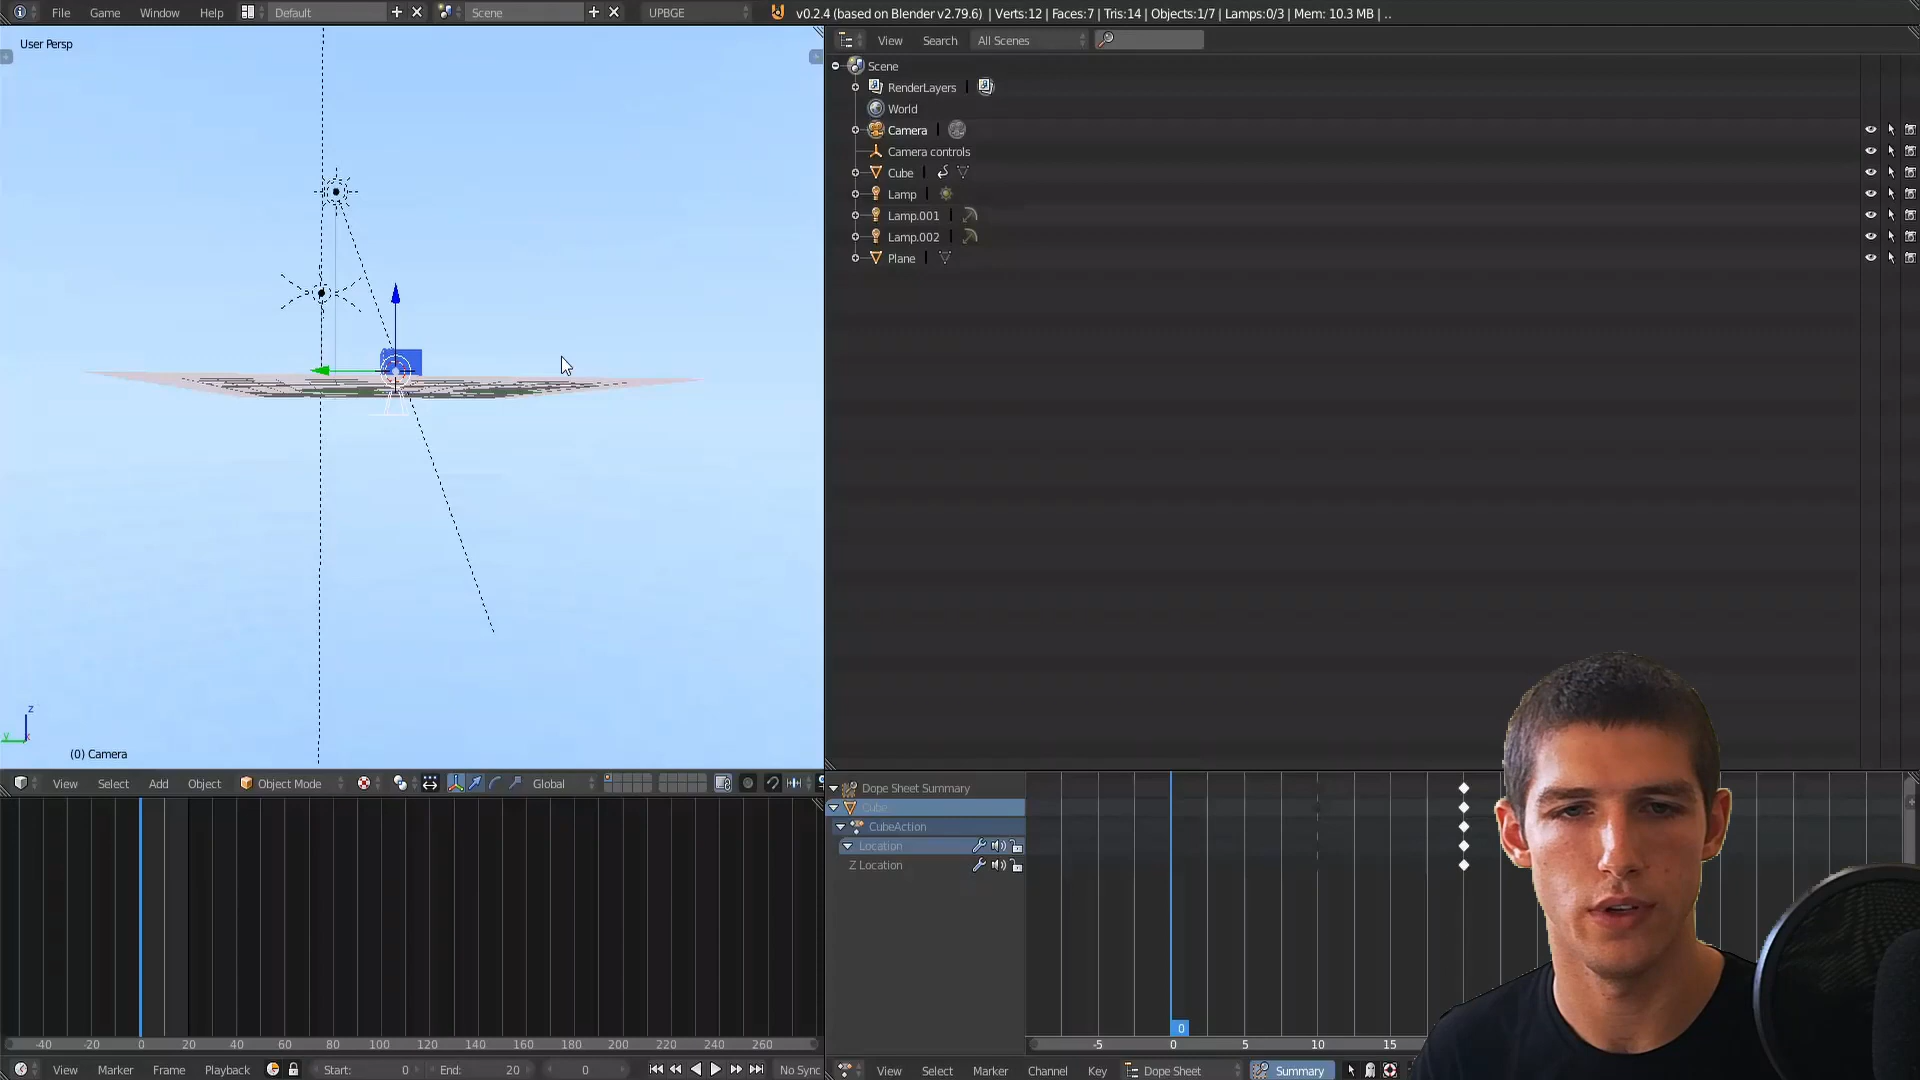 File Game Window Help Default Scene UPBGE v0.2.4 (based on Blender v2.79.6) | Verts:12 | Faces:7 | Tris:14 | Objects:1/7 | Lamps:0/3 | Mem: 10.3 MB | ..
User Persp
View Search All Scenes
Scene
RenderLayers
World
Camera
Camera controls
Cube
Lamp
Lamp.001
Lamp.002
Plane
z
y x
(0) Camera
View Select Add Object Object Mode Global
Dope Sheet Summary
Cube
CubeAction
Location
Z Location
0
-40 -20 0 20 40 60 80 100 120 140 160 180 200 220 240 260
-5 0 5 10 15
View Marker Frame Playback Start: 0 End: 20 0 No Sync
View Select Marker Channel Key Dope Sheet Summary